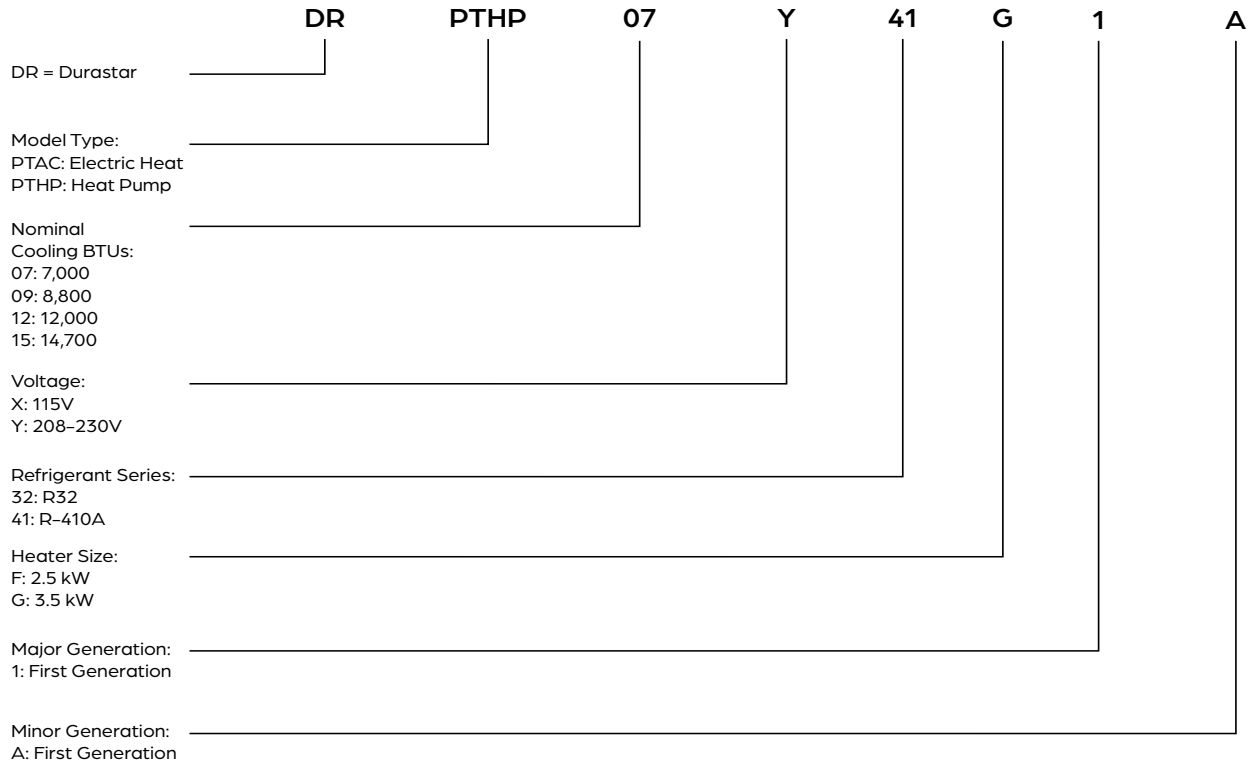 DR PTHP 07 Y 41 G 1 A
DR = Durastar
Model Type:
PTAC: Electric Heat
PTHP: Heat Pump
Nominal
Cooling BTUs:
07: 7,000
09: 8,800
12: 12,000
15: 14,700
Voltage:
X: 115V
Y: 208–230V
Refrigerant Series:
32: R32
41: R–410A
Heater Size:
F: 2.5 kW
G: 3.5 kW
Major Generation:
1: First Generation
Minor Generation:
A: First Generation